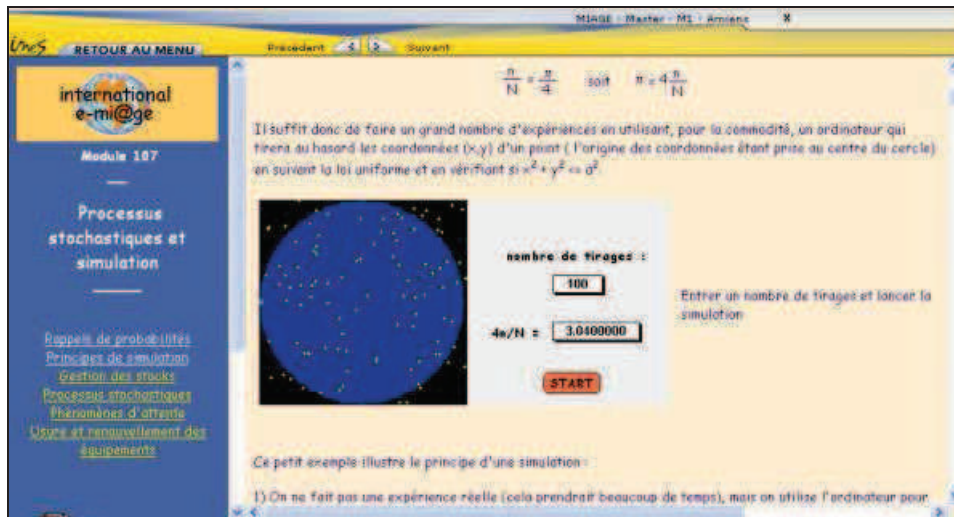 MIAGE - Master - M1 - Amiens X
ines RETOUR AU MENU Précédent < > Suivant
international
e-mi@ge
Module 107
Processus
stochastiques et
simulation
Rappels de probabilités
Principes de simulation
Gestion des stocks
Processus stochastiques
Phénomènes d'attente
Usure et renouvellement des
équipements
n/N = π/4 soit π = 4 n/N
Il suffit donc de faire un grand nombre d'expériences en utilisant, pour la commodité, un ordinateur qui
tirera au hasard les coordonnées (x,y) d'un point ( l'origine des coordonnées étant prise au centre du cercle)
en suivant la loi uniforme et en vérifiant si x² + y² <= a²
nombre de tirages :
100
4n/N = 3.0400000
START
Entrer un nombre de tirages et lancer la
simulation
Ce petit exemple illustre le principe d'une simulation :
1) On ne fait pas une expérience réelle (cela prendrait beaucoup de temps), mais on utilise l'ordinateur pour